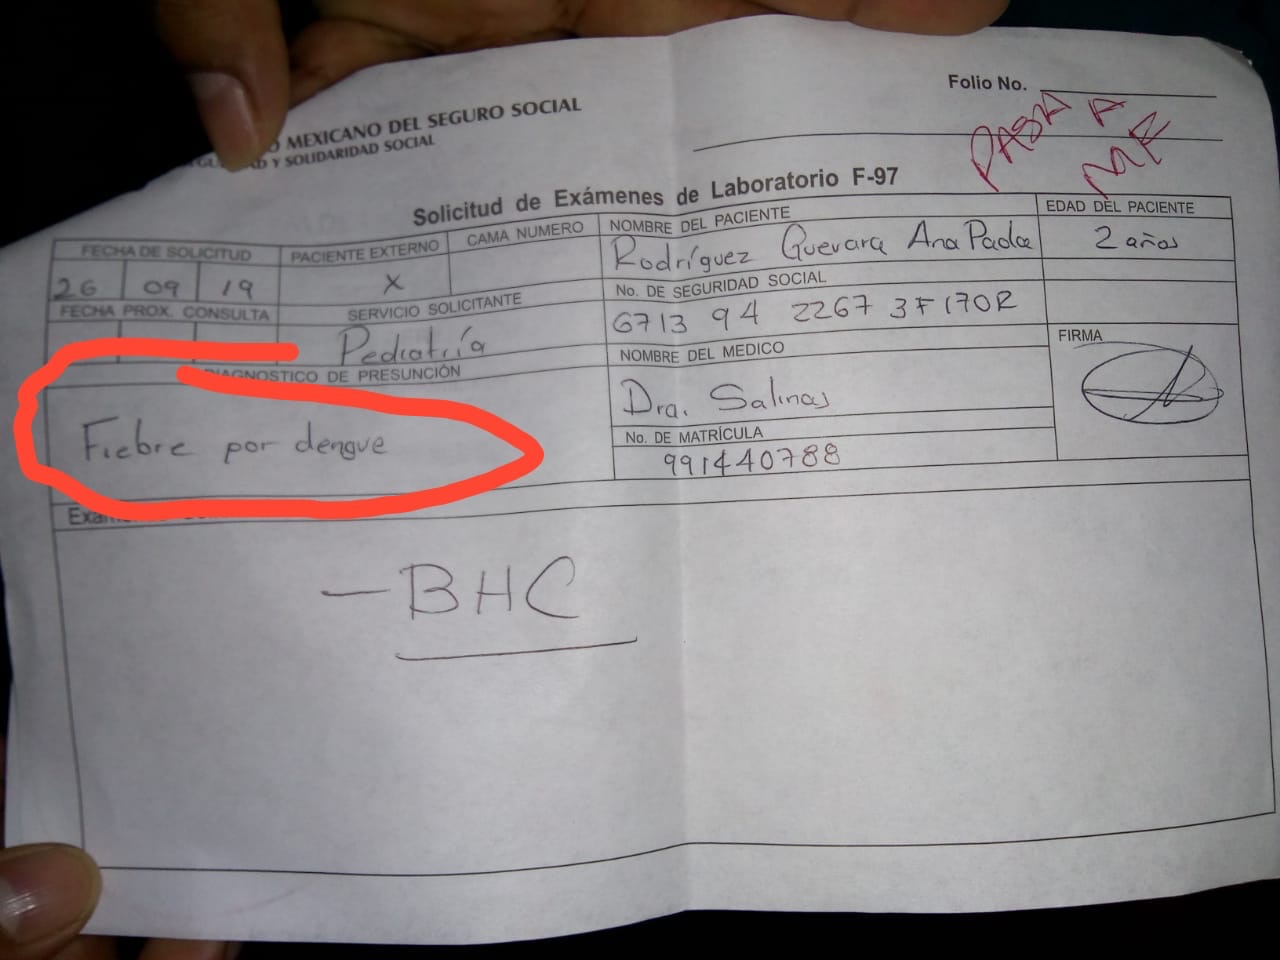 Folio No.
O MEXICANO DEL SEGURO SOCIAL
Y SOLIDARIDAD SOCIAL
PASA A
MF
Solicitud de Exámenes de Laboratorio F-97
FECHA DE SOLICITUD
PACIENTE EXTERNO
CAMA NUMERO
NOMBRE DEL PACIENTE
EDAD DEL PACIENTE
26 09 19
X
Rodríguez Guevara Ana Paola
2 años
FECHA PROX. CONSULTA
SERVICIO SOLICITANTE
No. DE SEGURIDAD SOCIAL
Pediatría
6713 94 2267 3F170R
DIAGNOSTICO DE PRESUNCIÓN
NOMBRE DEL MEDICO
FIRMA
Fiebre por dengue
Dra. Salinas
No. DE MATRÍCULA
991440788
- BHC